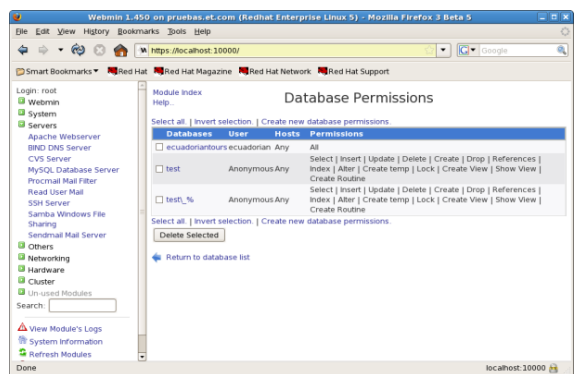 Webmin 1.450 on pruebas.et.com (Redhat Enterprise Linux 5) - Mozilla Firefox 3 Beta 5
File Edit View History Bookmarks Tools Help
https://localhost:10000/
Google
Smart Bookmarks Red Hat Red Hat Magazine Red Hat Network Red Hat Support
Login: root
Webmin
System
Servers
Apache Webserver
BIND DNS Server
CVS Server
MySQL Database Server
Procmail Mail Filter
Read User Mail
SSH Server
Samba Windows File
Sharing
Sendmail Mail Server
Others
Networking
Hardware
Cluster
Un-used Modules
Search:
View Module's Logs
System Information
Refresh Modules
Module Index
Help..
Database Permissions
Select all. | Invert selection. | Create new database permissions.
Databases User Hosts Permissions
ecuadoriantours ecuadorian Any All
test Anonymous Any Select | Insert | Update | Delete | Create | Drop | References |
Index | Alter | Create temp | Lock | Create View | Show View |
Create Routine
test\_% Anonymous Any Select | Insert | Update | Delete | Create | Drop | References |
Index | Alter | Create temp | Lock | Create View | Show View |
Create Routine
Select all. | Invert selection. | Create new database permissions.
Delete Selected
Return to database list
Done
localhost:10000